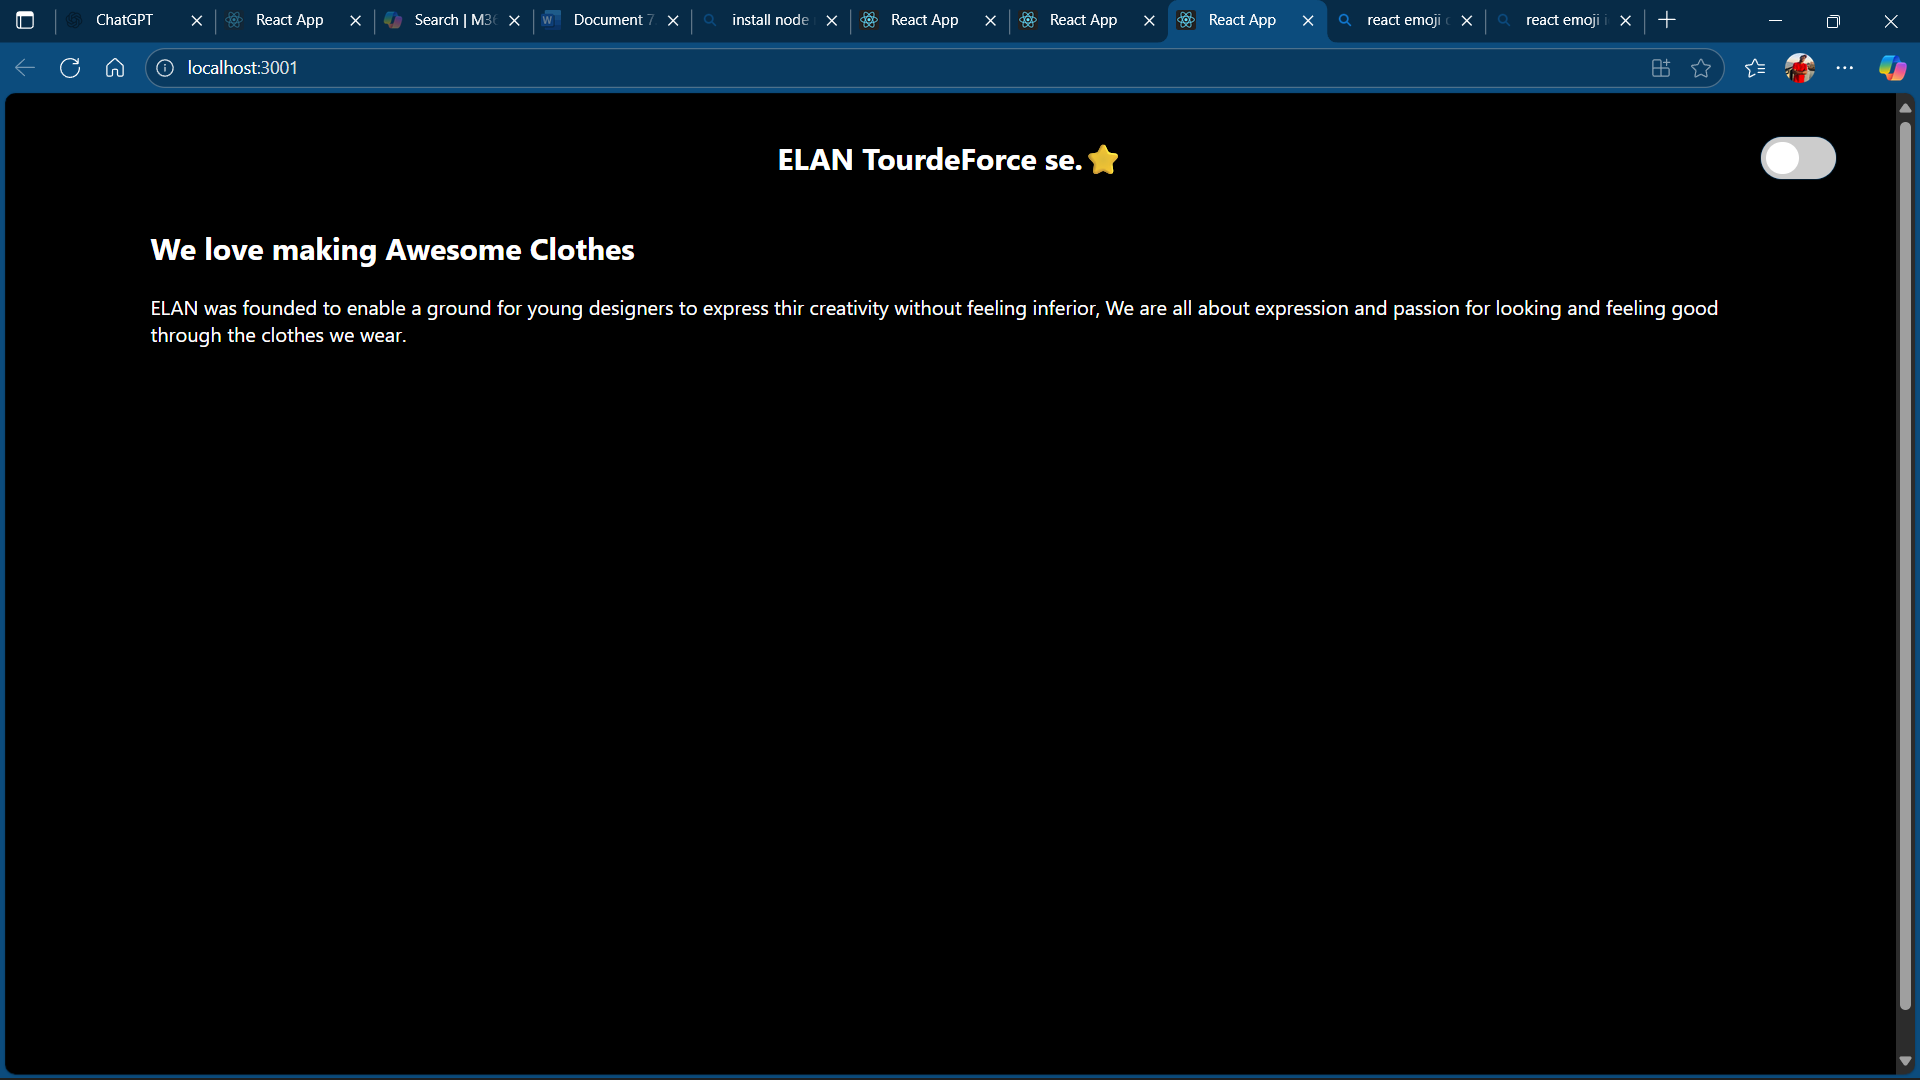 ChatGPT
React App
Search | M36
Document 7
install node
React App
React App
React App
react emoji
react emoji
localhost:3001
ELAN TourdeForce se.⭐
We love making Awesome Clothes
ELAN was founded to enable a ground for young designers to express thir creativity without feeling inferior, We are all about expression and passion for looking and feeling good
through the clothes we wear.